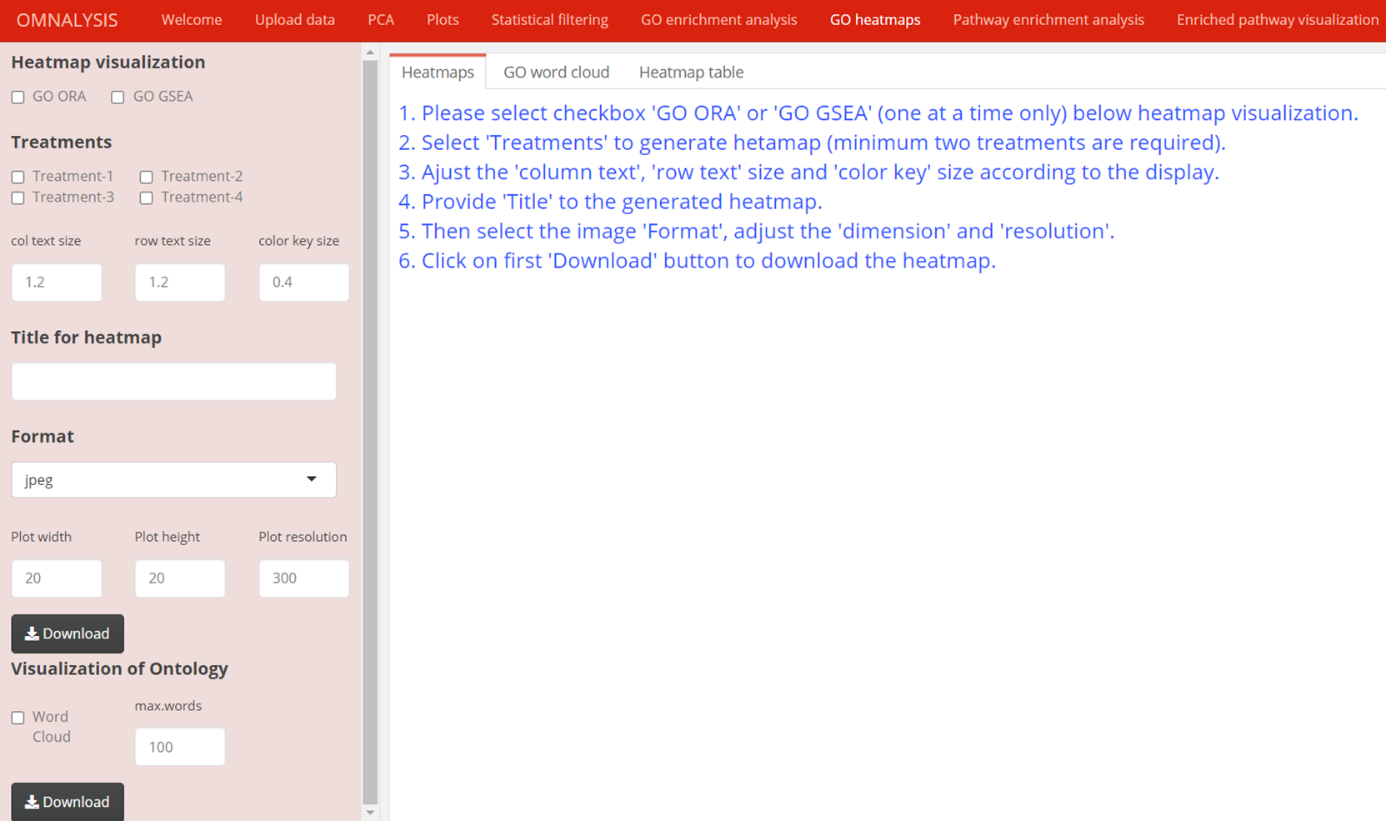 OMNALYSIS Welcome Upload data PCA Plots Statistical filtering GO enrichment analysis GO heatmaps Pathway enrichment analysis Enriched pathway visualization
Heatmap visualization
GO ORA GO GSEA
Treatments
Treatment-1 Treatment-2
Treatment-3 Treatment-4
col text size row text size color key size
1.2 1.2 0.4
Title for heatmap
Format
jpeg
Plot width Plot height Plot resolution
20 20 300
Download
Visualization of Ontology
Word Cloud
max.words
100
Download
Heatmaps GO word cloud Heatmap table
1. Please select checkbox 'GO ORA' or 'GO GSEA' (one at a time only) below heatmap visualization.
2. Select 'Treatments' to generate hetamap (minimum two treatments are required).
3. Ajust the 'column text', 'row text' size and 'color key' size according to the display.
4. Provide 'Title' to the generated heatmap.
5. Then select the image 'Format', adjust the 'dimension' and 'resolution'.
6. Click on first 'Download' button to download the heatmap.